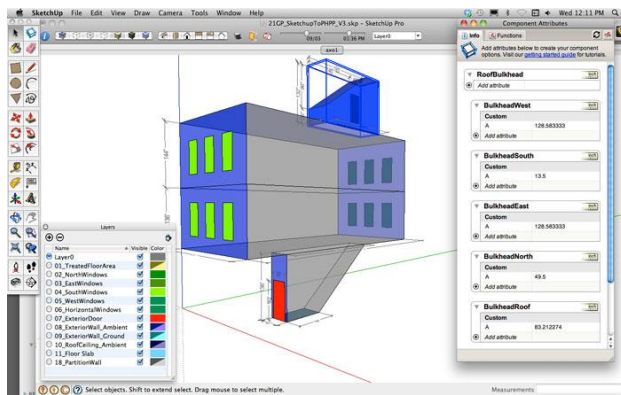 SketchUp File Edit View Draw Camera Tools Window Help
Wed 12:11 PM
21GP_SketchupToPHPP_V3.skp - SketchUp Pro
09/03 01:36 PM Layer0
axo1
Component Attributes
Info Functions
Add attributes below to create your component
options. Visit our getting started guide for tutorials.
RoofBulkhead
Add attribute
BulkheadWest
Custom
A 128.583333
Add attribute
BulkheadSouth
Custom
A 13.5
Add attribute
BulkheadEast
Custom
A 128.583333
Add attribute
BulkheadNorth
Custom
A 49.5
Add attribute
BulkheadRoof
Custom
A 83.212274
Add attribute
Layers
Name Visible Color
Layer0
01_TreatedFloorArea
02_NorthWindows
03_EastWindows
04_SouthWindows
05_WestWindows
06_HorizontalWindows
07_ExteriorDoor
08_ExteriorWall_Ambient
09_ExteriorWall_Ground
10_RoofCeiling_Ambient
11_Floor Slab
18_PartitionWall
Select objects. Shift to extend select. Drag mouse to select multiple.
Measurements